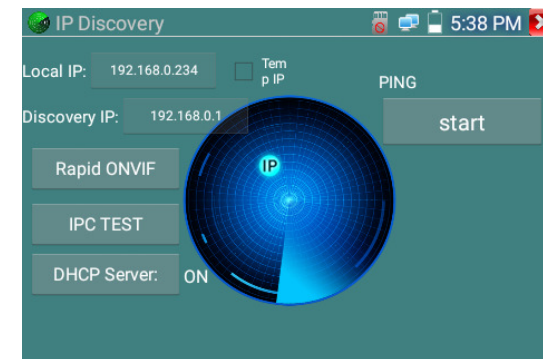 IP Discovery
5:38 PM
Local IP: 192.168.0.234
Tem
p IP
PING
Discovery IP: 192.168.0.1
start
Rapid ONVIF
IP
IPC TEST
DHCP Server: ON